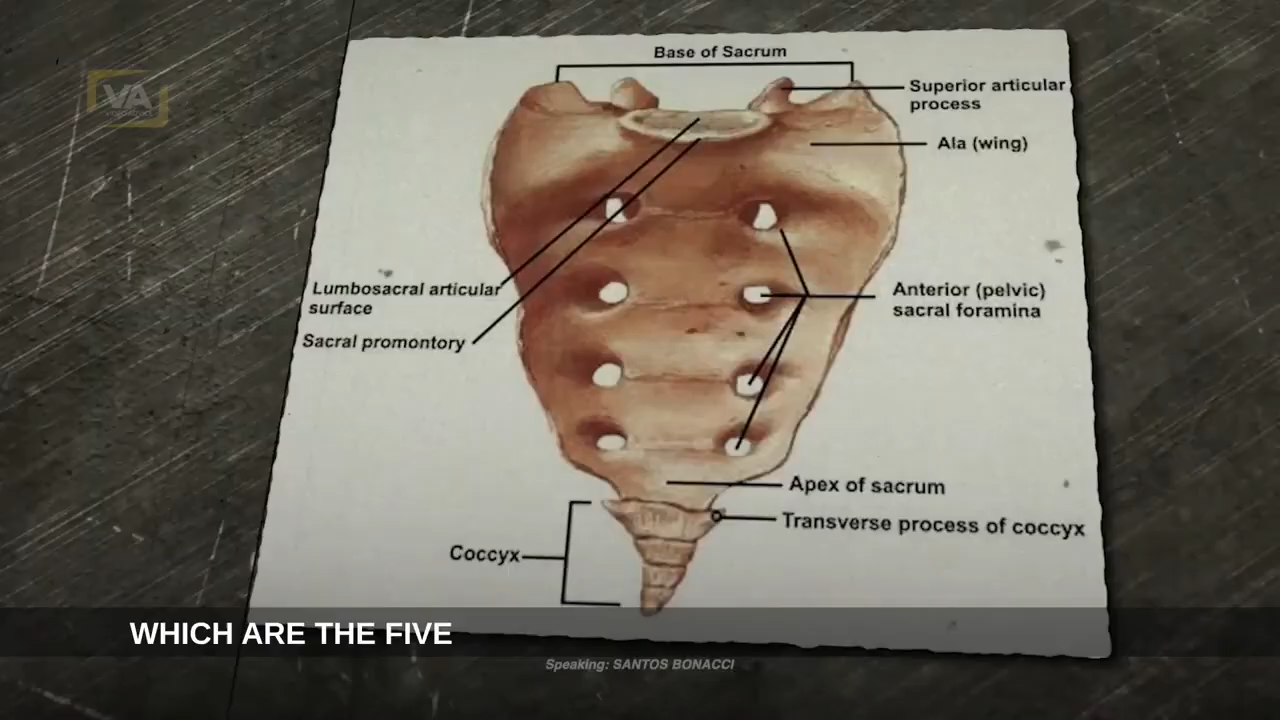 Base of Sacrum
VA
Superior articular
process
Ala (wing)
Lumbosacral articular
surface
Anterior (pelvic)
sacral foramina
Sacral promontory
Apex of sacrum
Transverse process of coccyx
Coccyx
WHICH ARE THE FIVE
Speaking: SANTOS BONACCI